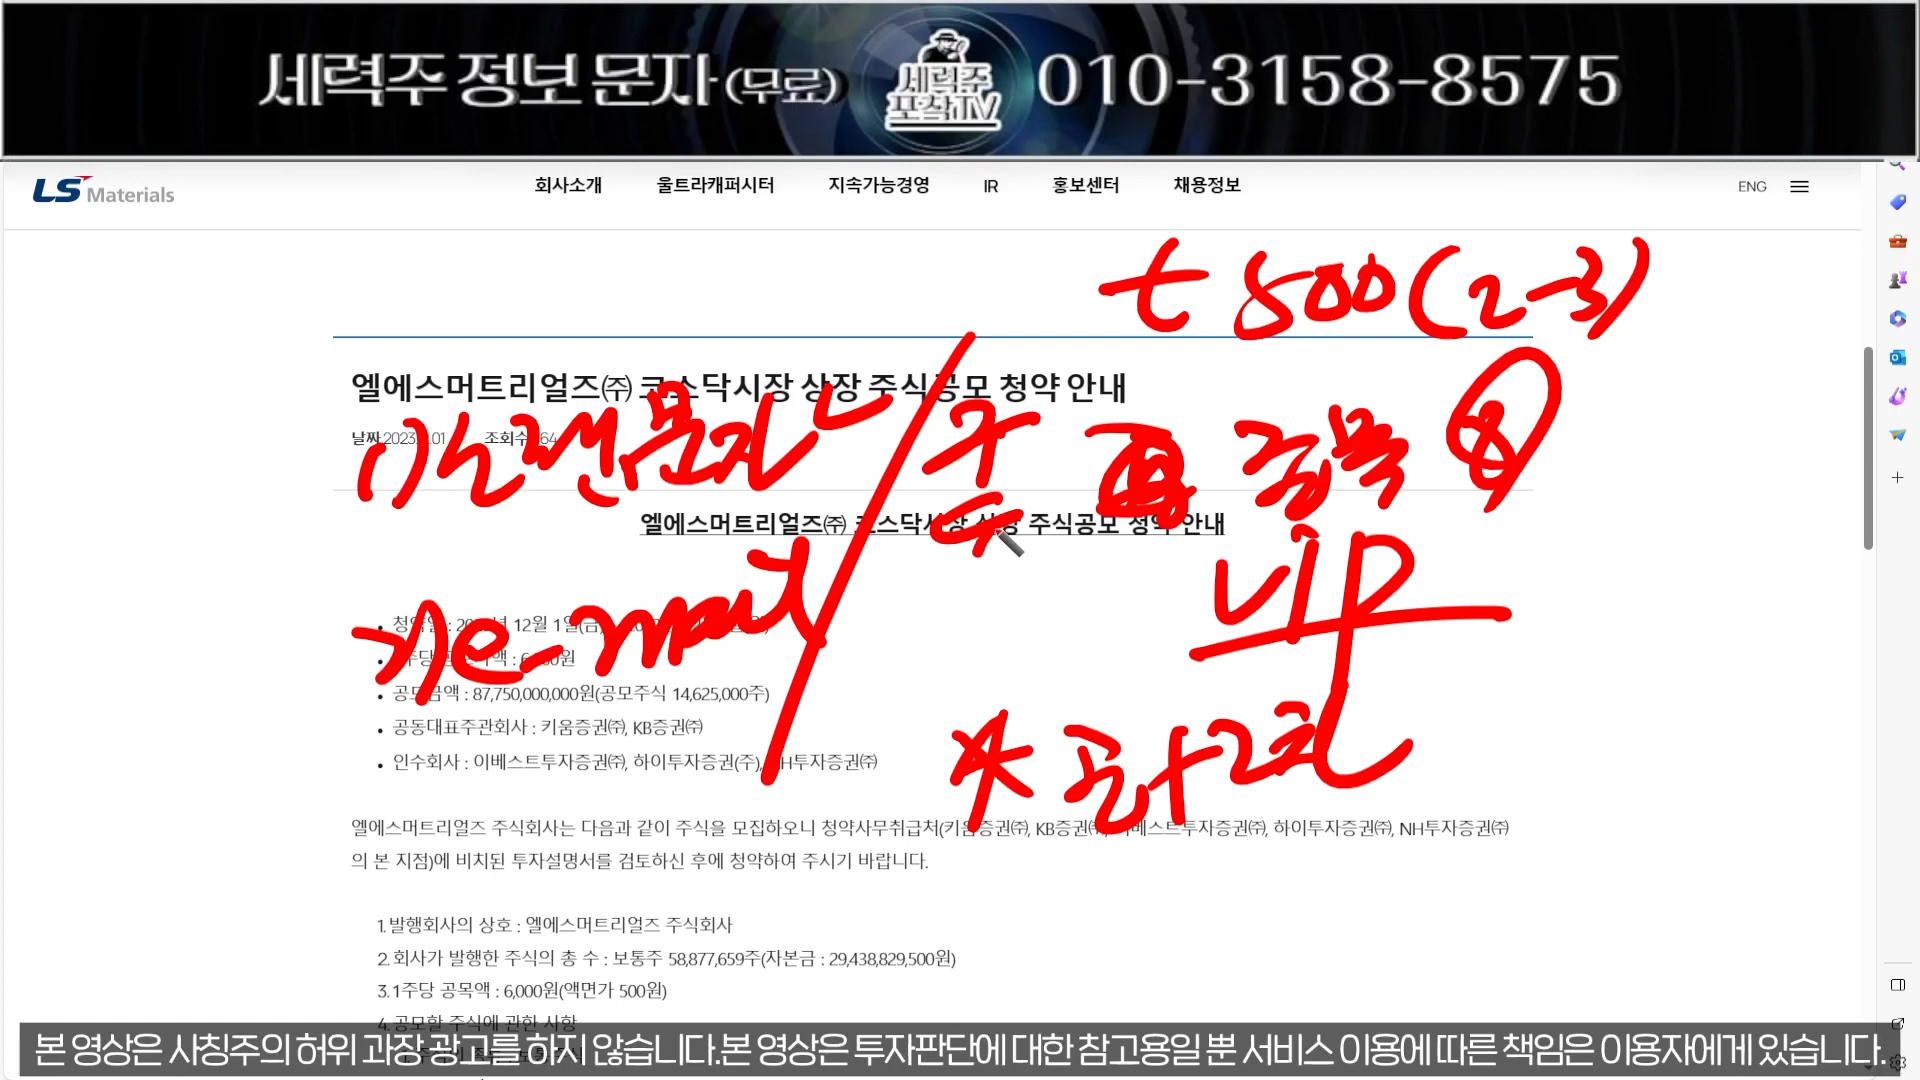 세력주 정보 문자 (무료) 세력주 포착TV 010-3158-8575
LS Materials 회사소개 울트라캐퍼시터 지속가능경영 IR 홍보센터 채용정보 ENG
t 500(2-3)
엘에스머트리얼즈㈜ 코스닥시장 상장 주식공모 청약 안내
날짜 조회수
중복
엘에스머트리얼즈㈜ 코스닥시장 상장 주식공모 청약 안내
VIP
12월 1일(금)
공모금액 : 87,750,000,000원(공모주식 14,625,000주)
공동대표주관회사 : 키움증권㈜, KB증권㈜
인수회사 : 이베스트투자증권㈜, 하이투자증권(주), NH투자증권㈜
엘에스머트리얼즈 주식회사는 다음과 같이 주식을 모집하오니 청약사무취급처(키움증권㈜, KB증권㈜, 이베스트투자증권㈜, 하이투자증권㈜, NH투자증권㈜
의 본 지점)에 비치된 투자설명서를 검토하신 후에 청약하여 주시기 바랍니다.
1. 발행회사의 상호 : 엘에스머트리얼즈 주식회사
2. 회사가 발행한 주식의 총 수 : 보통주 58,877,659주(자본금 : 29,438,829,500원)
3. 1주당 공목액 : 6,000원(액면가 500원)
4. 공모할 주식에 관한 사항
본 영상은 사칭주의 허위 과장 광고를 하지 않습니다.본 영상은 투자판단에 대한 참고용일 뿐 서비스 이용에 따른 책임은 이용자에게 있습니다.